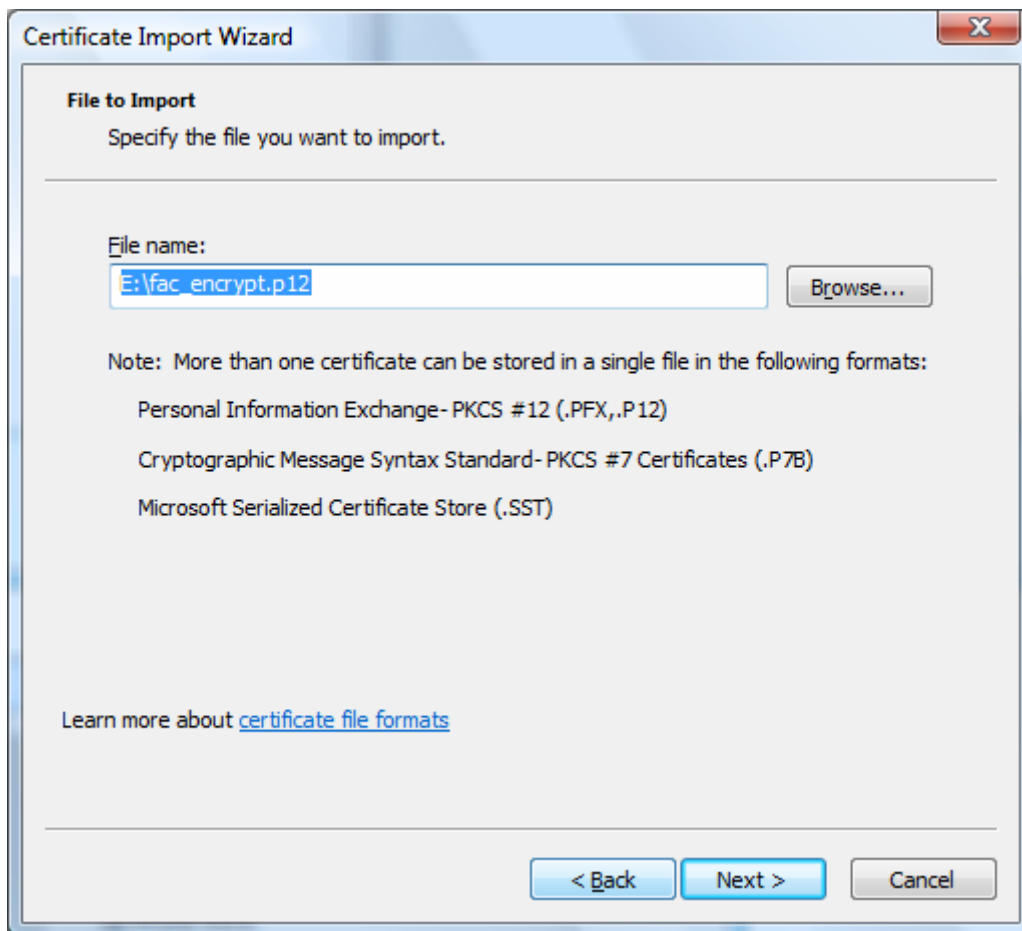 Certificate Import Wizard
File to Import
Specify the file you want to import.
File name:
E:\fac_encrypt.p12
Browse...
Note:  More than one certificate can be stored in a single file in the following formats:
Personal Information Exchange- PKCS #12 (.PFX,.P12)
Cryptographic Message Syntax Standard- PKCS #7 Certificates (.P7B)
Microsoft Serialized Certificate Store (.SST)
Learn more about certificate file formats
< Back Next > Cancel